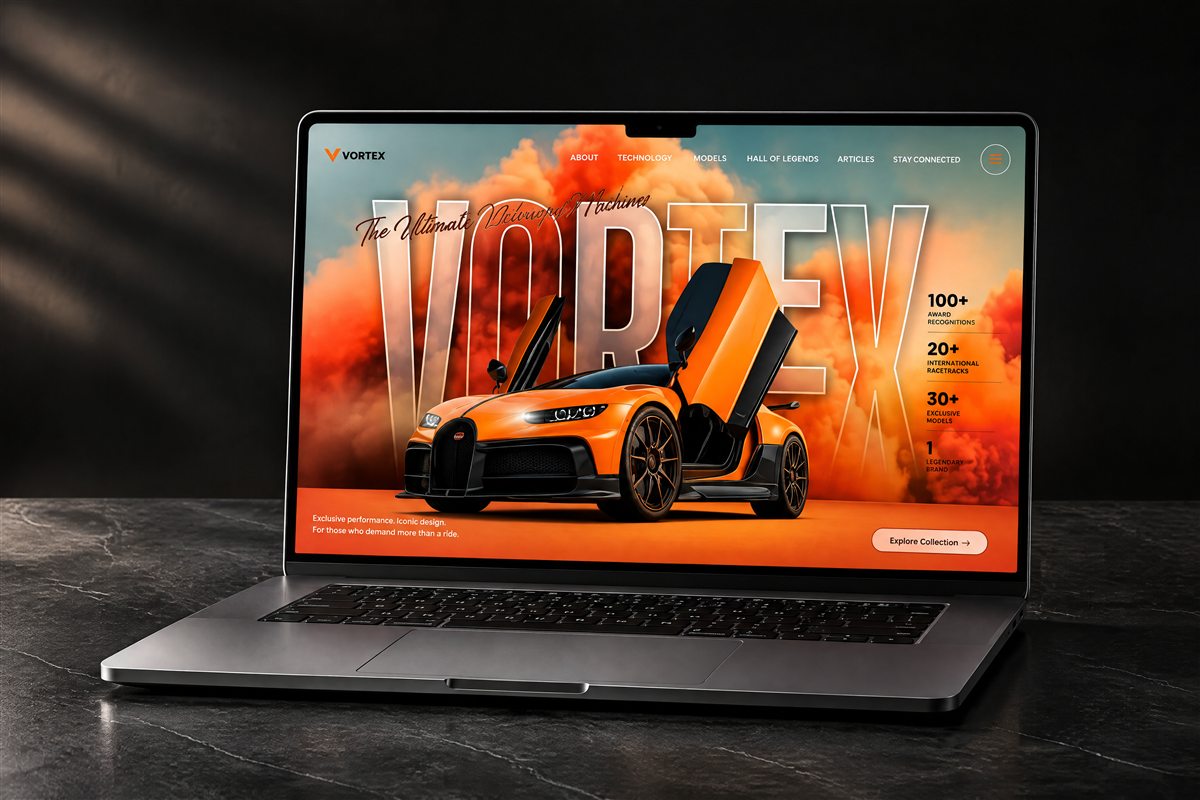 VORTEX
ABOUT TECHNOLOGY MODELS HALL OF LEGENDS ARTICLES STAY CONNECTED
The Ultimate Machines
VORTEX
100+
AWARD
RECOGNITIONS
20+
INTERNATIONAL
RACETRACKS
30+
EXCLUSIVE
MODELS
1
LEGENDARY
BRAND
Exclusive performance. Iconic design.
For those who demand more than a ride.
Explore Collection →